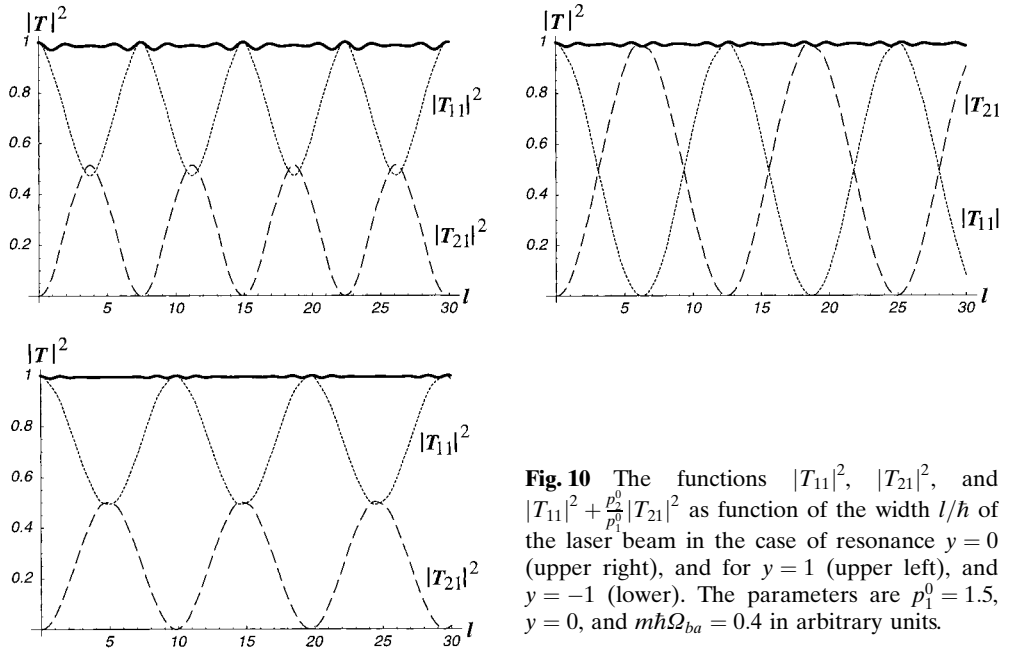 |T|²
1
0.8
0.6
0.4
0.2
|T₁₁|²
|T₂₁|²
5 10 15 20 25 30 l
|T|²
1
0.8
0.6
0.4
0.2
|T₂₁
|T₁₁|
5 10 15 20 25 30 l
|T|²
1
0.8
0.6
0.4
0.2
|T₁₁|²
|T₂₁|²
5 10 15 20 25 30 l
Fig. 10 The functions |T₁₁|², |T₂₁|², and
|T₁₁|² + p₂⁰/p₁⁰ |T₂₁|² as function of the width l/ħ of
the laser beam in the case of resonance y = 0
(upper right), and for y = 1 (upper left), and
y = −1 (lower). The parameters are p₁⁰ = 1.5,
y = 0, and mħΩba = 0.4 in arbitrary units.